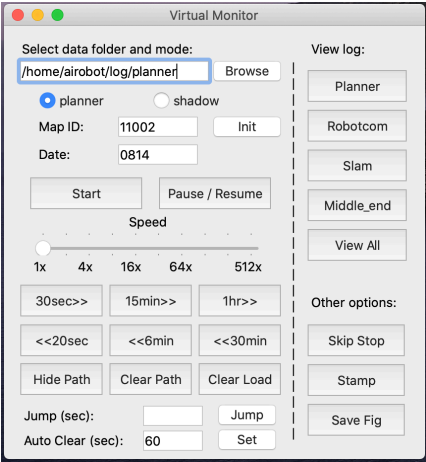 Virtual Monitor
Select data folder and mode:
/home/airobot/log/planner
Browse
planner
shadow
Map ID:
11002
Init
Date:
0814
Start
Pause / Resume
Speed
1x
4x
16x
64x
512x
30sec>>
15min>>
1hr>>
<<20sec
<<6min
<<30min
Hide Path
Clear Path
Clear Load
Jump (sec):
Jump
Auto Clear (sec):
60
Set
View log:
Planner
Robotcom
Slam
Middle_end
View All
Other options:
Skip Stop
Stamp
Save Fig